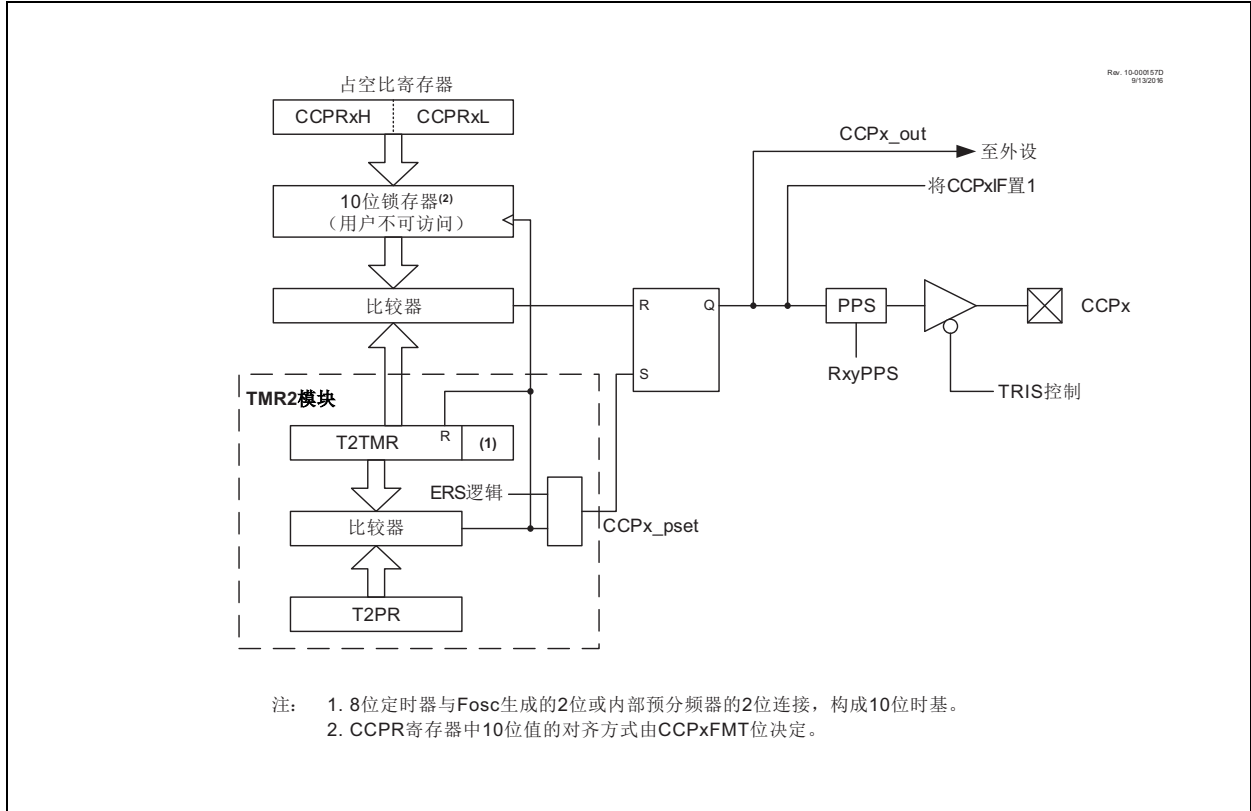 Rev. 10-000157D
9/13/2016
占空比寄存器
CCPRxH CCPRxL
CCPx_out
至外设
10位锁存器(2)
（用户不可访问）
将CCPxIF置1
比较器
R Q
PPS
CCPx
S
RxyPPS
TRIS控制
TMR2模块
T2TMR R (1)
ERS逻辑
比较器
CCPx_pset
T2PR
注： 1. 8位定时器与Fosc生成的2位或内部预分频器的2位连接，构成10位时基。
2. CCPR寄存器中10位值的对齐方式由CCPxFMT位决定。